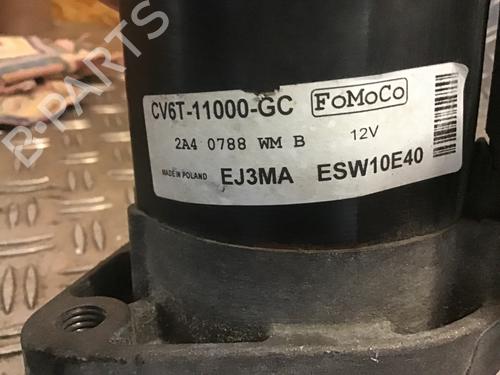 CV6T-11000-GC FoMoCo
2A4 0788 WM B 12V
MADE IN POLAND EJ3MA ESW10E40
B-PARTS